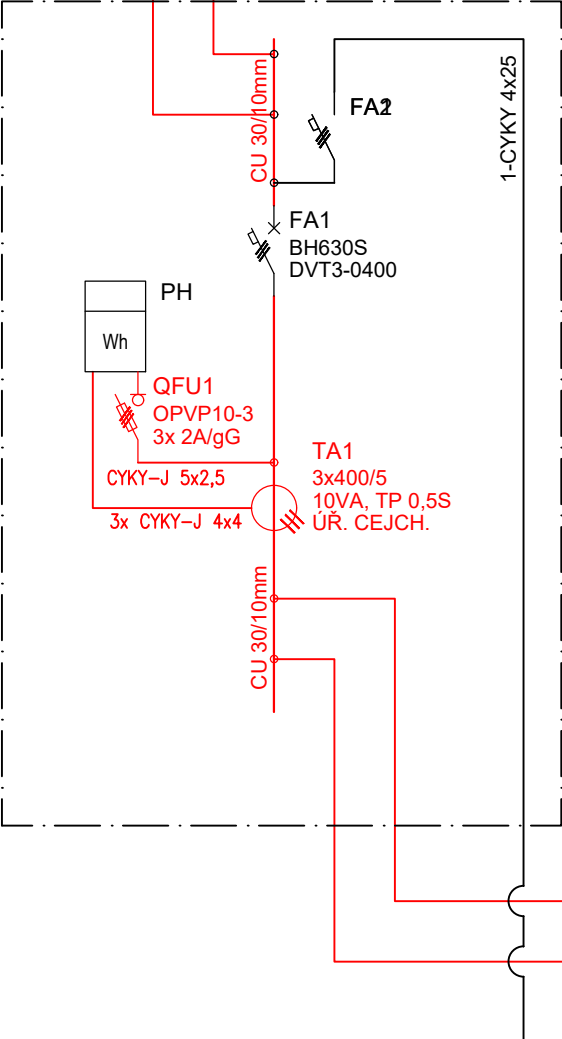 CU 30/10mm
FA2
1-CYKY 4x25
FA1
BH630S
DVT3-0400
PH
Wh
QFU1
OPVP10-3
3x 2A/gG
CYKY-J 5x2,5
3x CYKY-J 4x4
TA1
3x400/5
10VA, TP 0,5S
ÚŘ. CEJCH.
CU 30/10mm